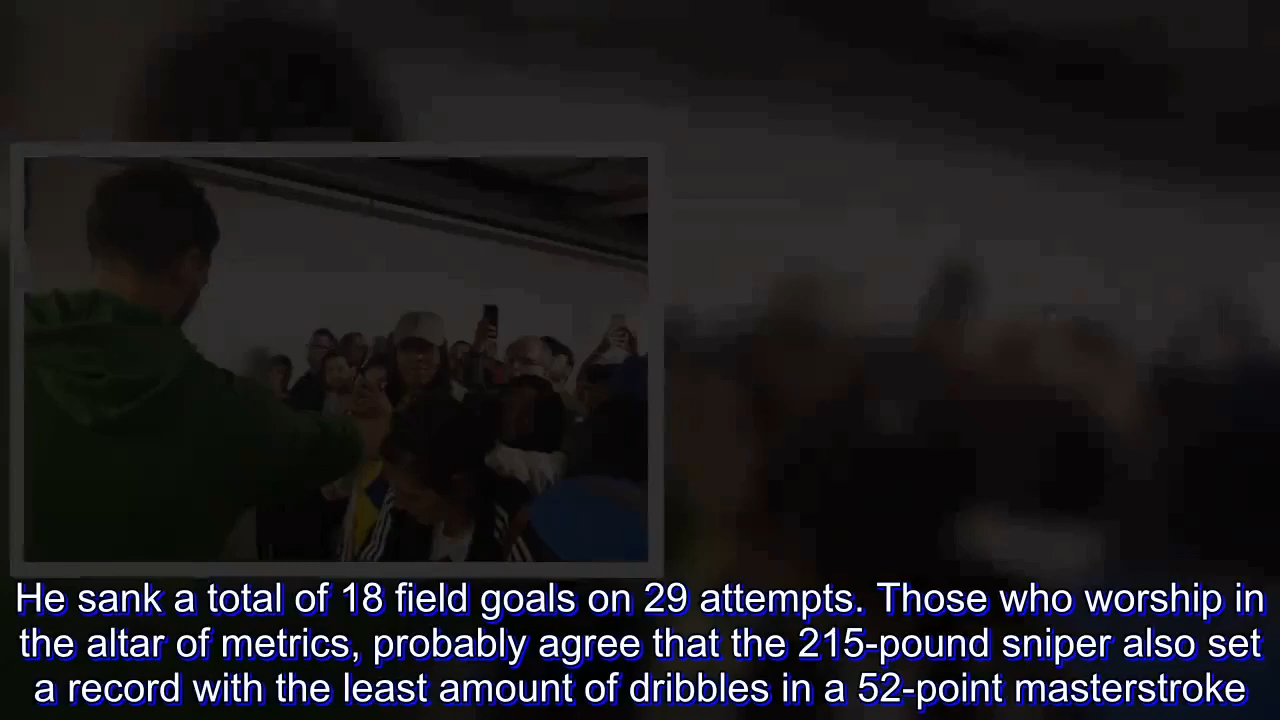 He sank a total of 18 field goals on 29 attempts. Those who worship in
the altar of metrics, probably agree that the 215-pound sniper also set
a record with the least amount of dribbles in a 52-point masterstroke